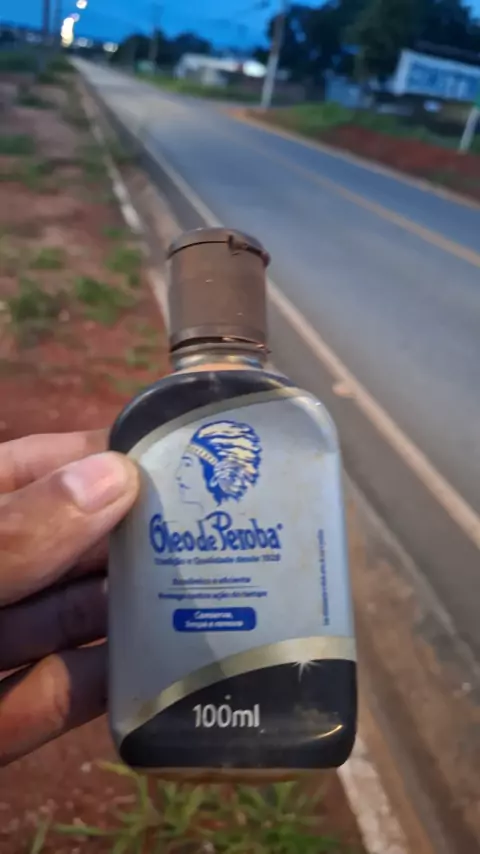 Óleo de Peroba®
Tradição e Qualidade desde 1928
Econômico e eficiente
Protege contra ação do tempo
Conserva,
limpa e renova
100ml